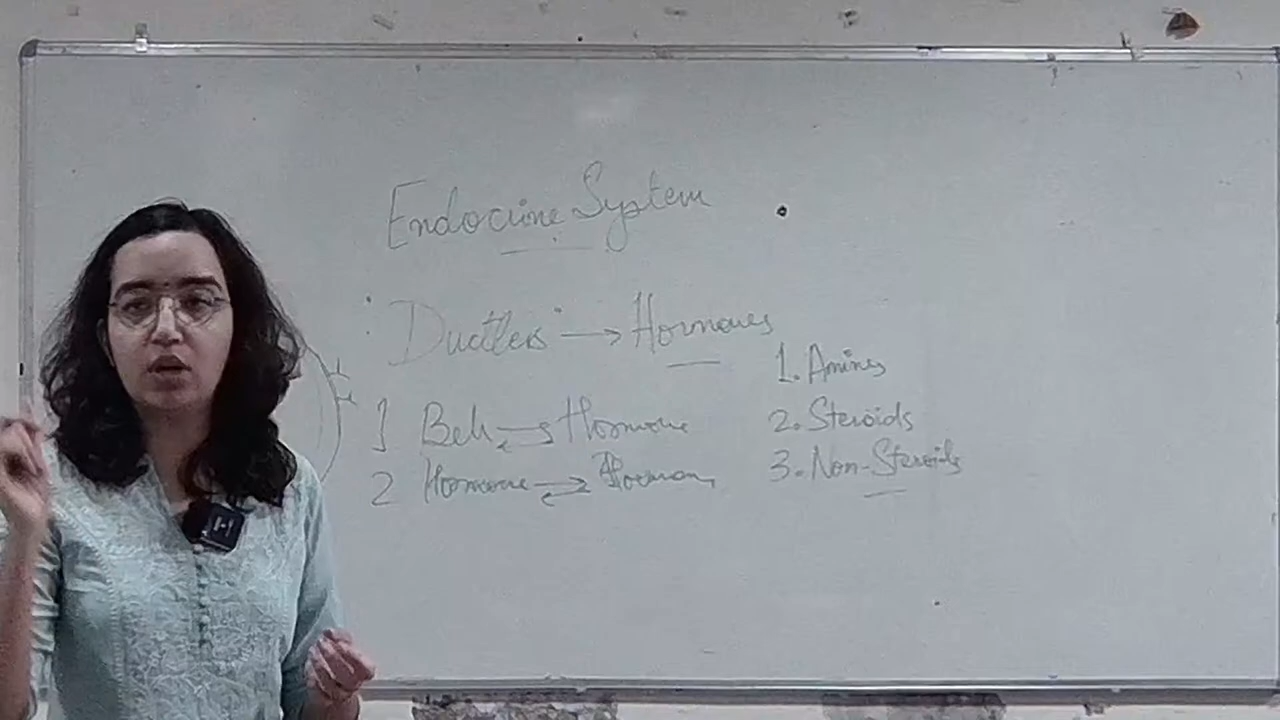 Endocrine System
"Ductless" → Hormones
1. Amines
2. Steroids
3. Non-Steroids
1 Beh ⇌ Hormone
2 Hormone ⇌ Hormon